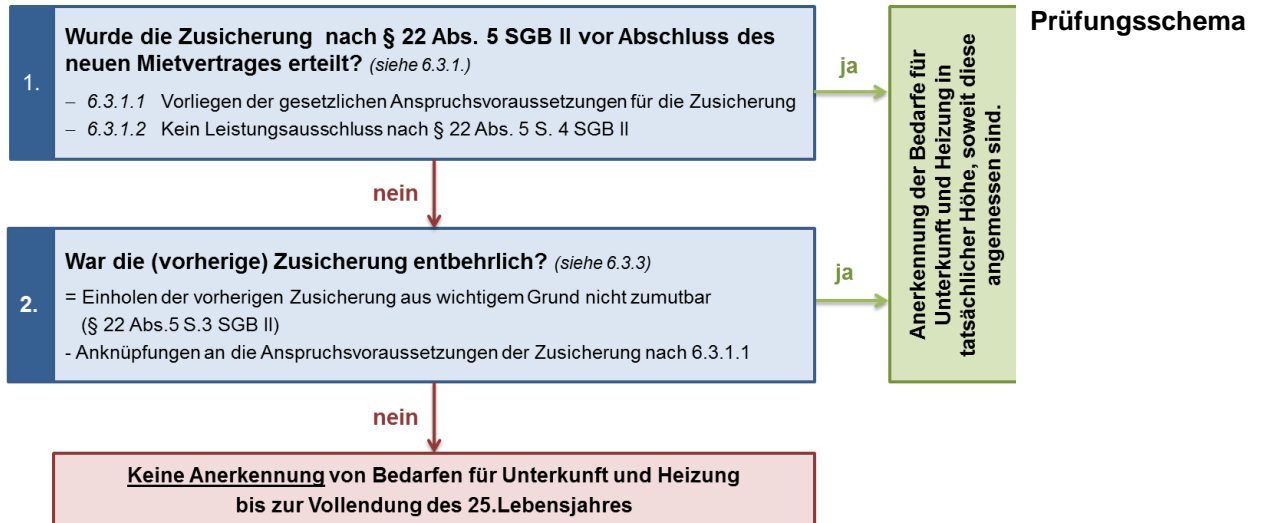 Prüfungsschema
1.
Wurde die Zusicherung nach § 22 Abs. 5 SGB II vor Abschluss des
neuen Mietvertrages erteilt? (siehe 6.3.1.)
– 6.3.1.1 Vorliegen der gesetzlichen Anspruchsvoraussetzungen für die Zusicherung
– 6.3.1.2 Kein Leistungsausschluss nach § 22 Abs. 5 S. 4 SGB II
ja
nein
2.
War die (vorherige) Zusicherung entbehrlich? (siehe 6.3.3)
= Einholen der vorherigen Zusicherung aus wichtigem Grund nicht zumutbar
(§ 22 Abs.5 S.3 SGB II)
- Anknüpfungen an die Anspruchsvoraussetzungen der Zusicherung nach 6.3.1.1
ja
nein
Anerkennung der Bedarfe für
Unterkunft und Heizung in
tatsächlicher Höhe, soweit diese
angemessen sind.
Keine Anerkennung von Bedarfen für Unterkunft und Heizung
bis zur Vollendung des 25.Lebensjahres